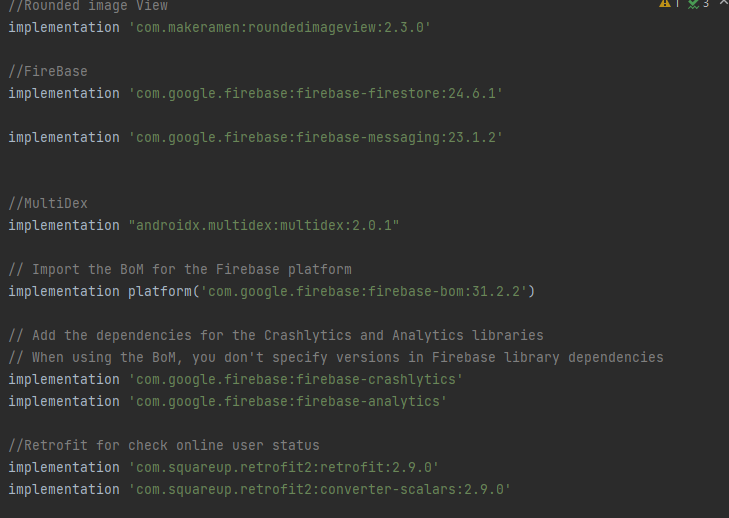 //Rounded image View
implementation 'com.makeramen:roundedimageview:2.3.0'
//FireBase
implementation 'com.google.firebase:firebase-firestore:24.6.1'
implementation 'com.google.firebase:firebase-messaging:23.1.2'
//MultiDex
implementation "androidx.multidex:multidex:2.0.1"
// Import the BoM for the Firebase platform
implementation platform('com.google.firebase:firebase-bom:31.2.2')
// Add the dependencies for the Crashlytics and Analytics libraries
// When using the BoM, you don't specify versions in Firebase library dependencies
implementation 'com.google.firebase:firebase-crashlytics'
implementation 'com.google.firebase:firebase-analytics'
//Retrofit for check online user status
implementation 'com.squareup.retrofit2:retrofit:2.9.0'
implementation 'com.squareup.retrofit2:converter-scalars:2.9.0'
1 3